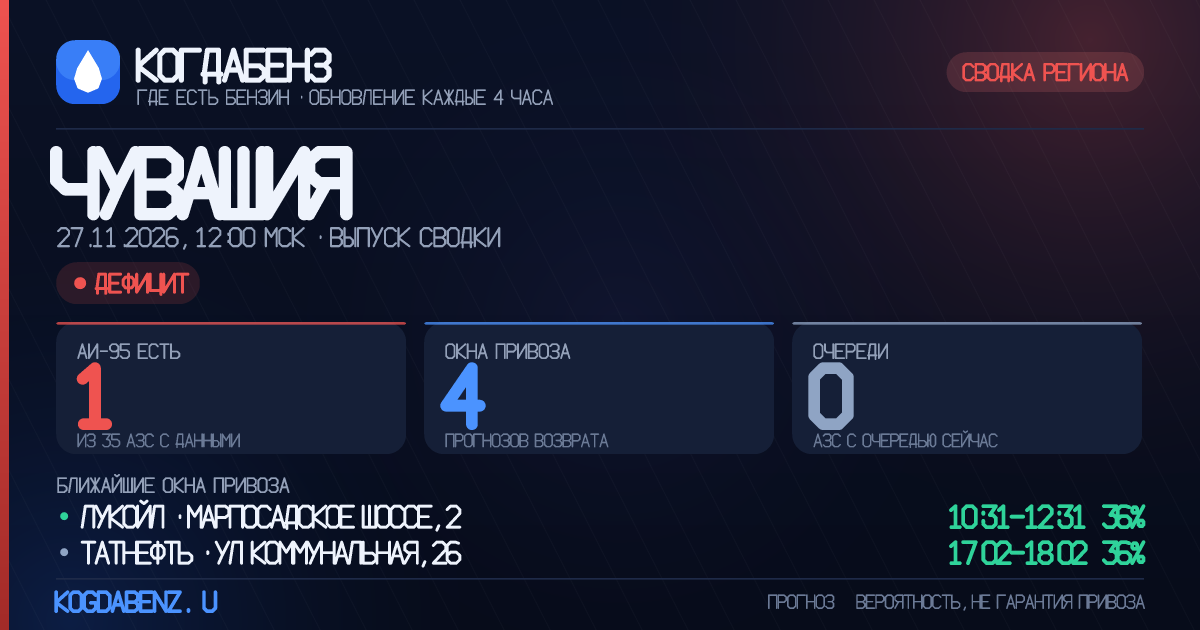 КОГДАБЕНЗ
ГДЕ ЕСТЬ БЕНЗИН · ОБНОВЛЕНИЕ КАЖДЫЕ 4 ЧАСА
СВОДКА РЕГИОНА
ЧУВАШИЯ
27.11.2026, 12:00 МСК · ВЫПУСК СВОДКИ
ДЕФИЦИТ
АИ-95 ЕСТЬ
1
ИЗ 35 АЗС С ДАННЫМИ
ОКНА ПРИВОЗА
4
ПРОГНОЗОВ ВОЗВРАТА
ОЧЕРЕДИ
0
АЗС С ОЧЕРЕДЬЮ СЕЙЧАС
БЛИЖАЙШИЕ ОКНА ПРИВОЗА
• ЛУКОЙЛ · МАРПОСАДСКОЕ ШОССЕ, 2 10:31–12:31 36%
• ТАТНЕФТЬ · УЛ КОММУНАЛЬНАЯ, 26 17:02–18:02 36%
KOGDABENZ. U
ПРОГНОЗ ВЕРОЯТНОСТЬ, НЕ ГАРАНТИЯ ПРИВОЗА